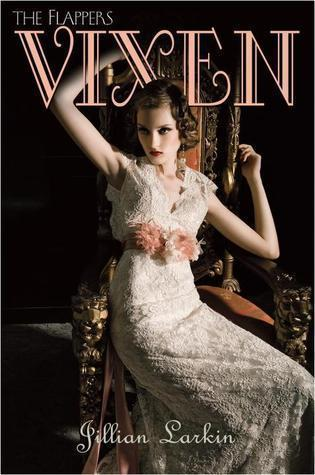 THE FLAPPERS
VIXEN
Jillian Larkin